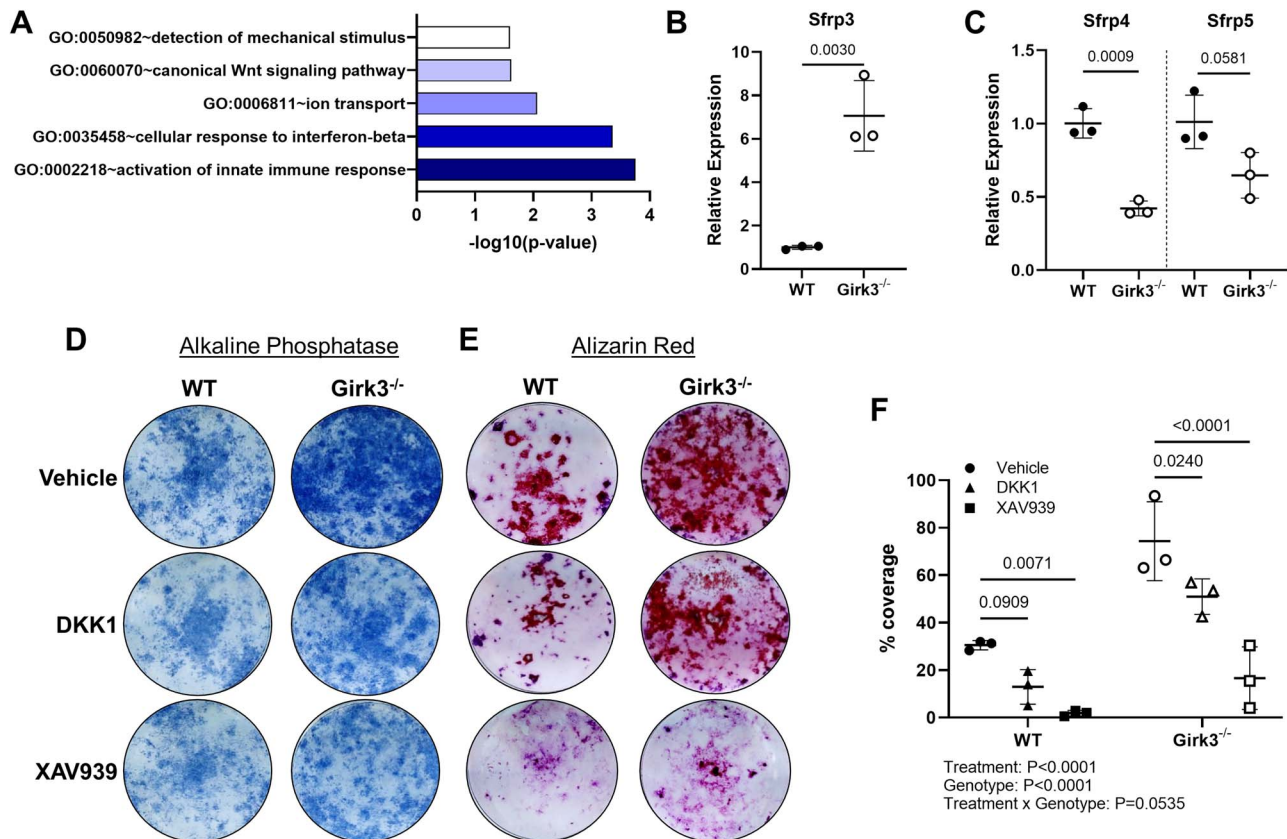 A
GO:0050982~detection of mechanical stimulus
GO:0060070~canonical Wnt signaling pathway
GO:0006811~ion transport
GO:0035458~cellular response to interferon-beta
GO:0002218~activation of innate immune response
0 1 2 3 4
-log10(p-value)
B
Sfrp3
0.0030
Relative Expression
10
8
6
4
2
0
WT Girk3-/-
C
Sfrp4 Sfrp5
0.0009 0.0581
Relative Expression
1.5
1.0
0.5
0.0
WT Girk3-/- WT Girk3-/-
D
Alkaline Phosphatase
WT Girk3-/-
E
Alizarin Red
WT Girk3-/-
Vehicle
DKK1
XAV939
F
Vehicle
DKK1
XAV939
<0.0001
0.0240
0.0071
0.0909
% coverage
100
80
60
40
20
0
WT Girk3-/-
Treatment: P<0.0001
Genotype: P<0.0001
Treatment x Genotype: P=0.0535